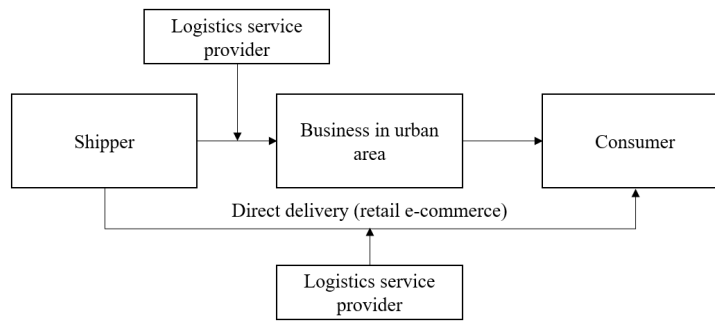 Logistics service
provider
Shipper
Business in urban
area
Consumer
Direct delivery (retail e-commerce)
Logistics service
provider